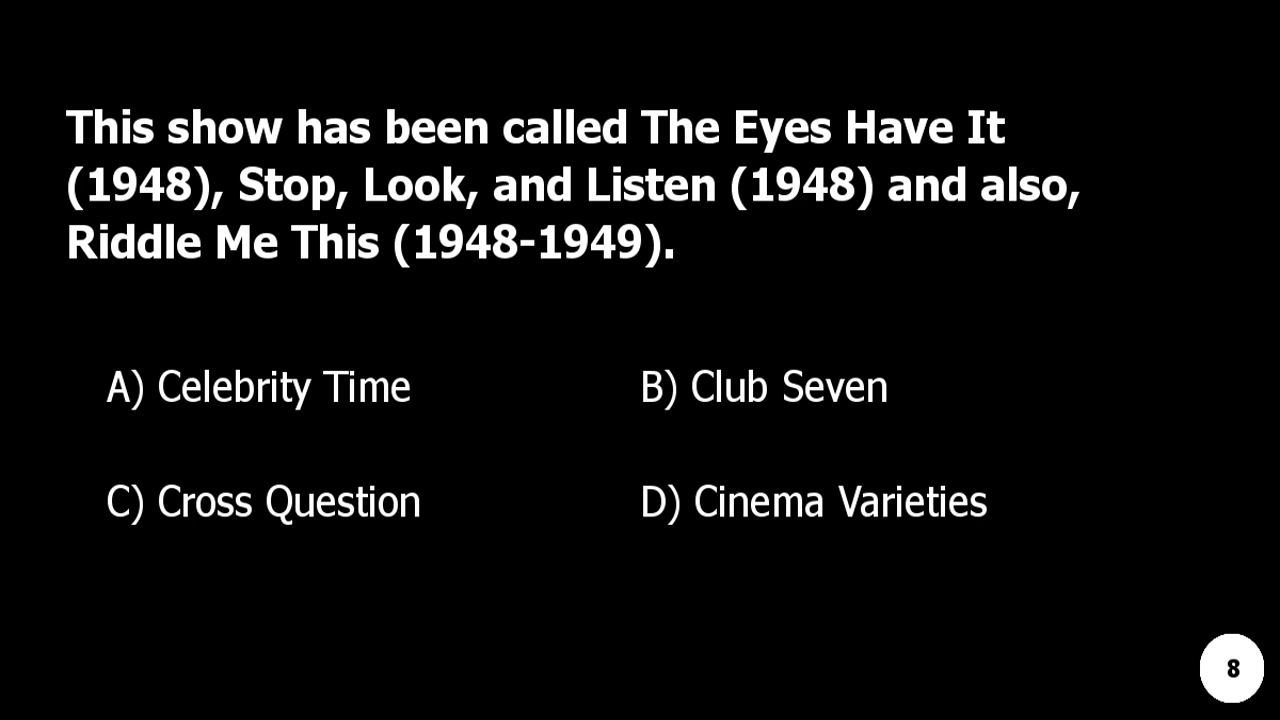 This show has been called The Eyes Have It
(1948), Stop, Look, and Listen (1948) and also,
Riddle Me This (1948-1949).
A) Celebrity Time
B) Club Seven
C) Cross Question
D) Cinema Varieties
8